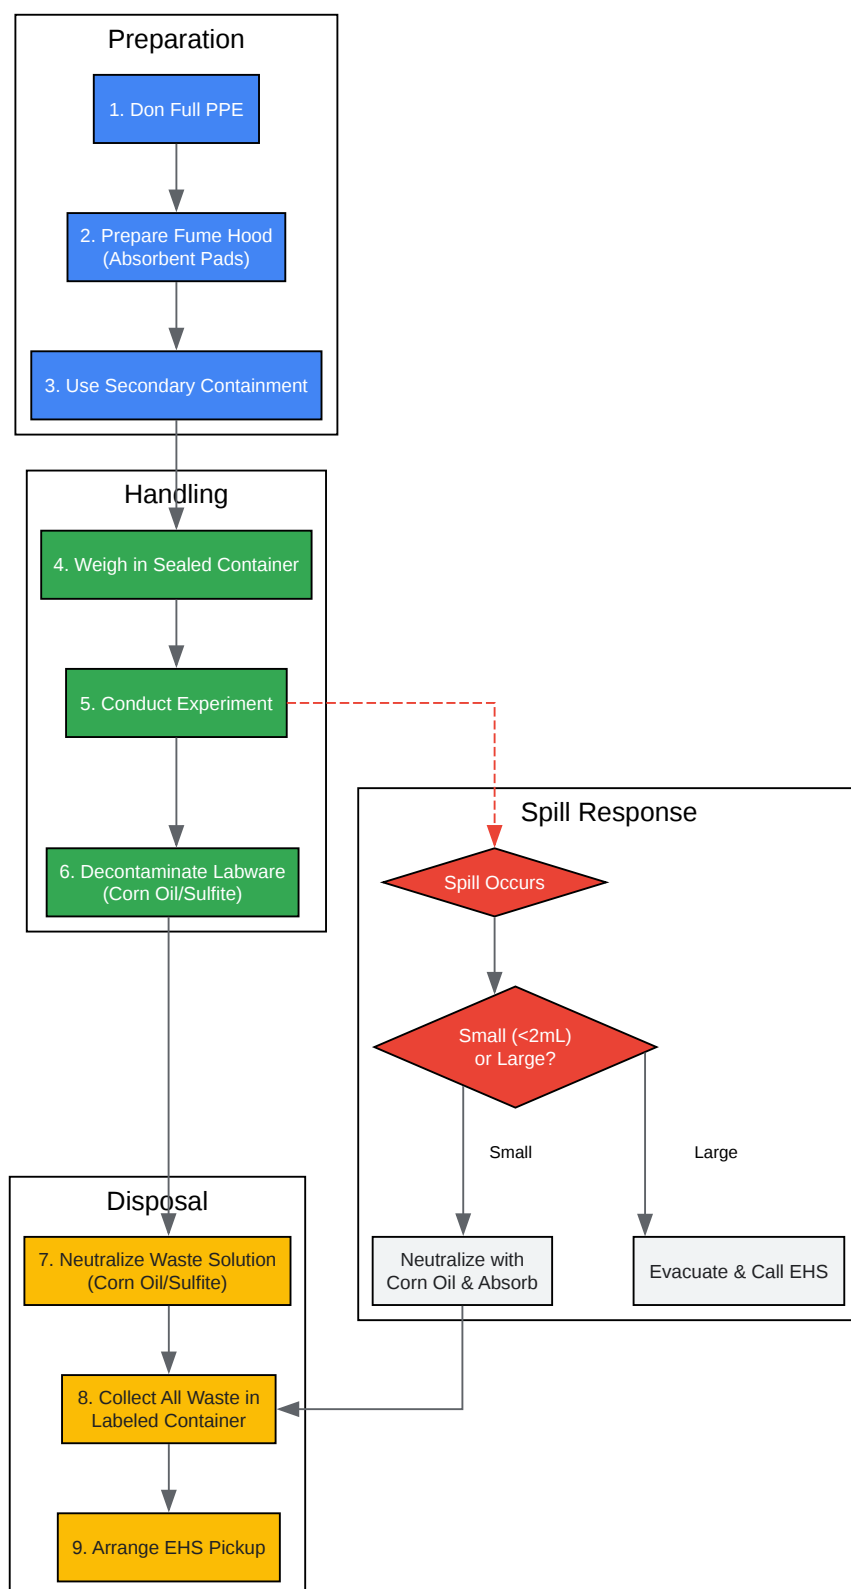 Preparation
1. Don Full PPE
2. Prepare Fume Hood
(Absorbent Pads)
3. Use Secondary Containment
Handling
4. Weigh in Sealed Container
5. Conduct Experiment
6. Decontaminate Labware
(Corn Oil/Sulfite)
Spill Response
Spill Occurs
Small (<2mL)
or Large?
Small
Large
Neutralize with
Corn Oil & Absorb
Evacuate & Call EHS
Disposal
7. Neutralize Waste Solution
(Corn Oil/Sulfite)
8. Collect All Waste in
Labeled Container
9. Arrange EHS Pickup